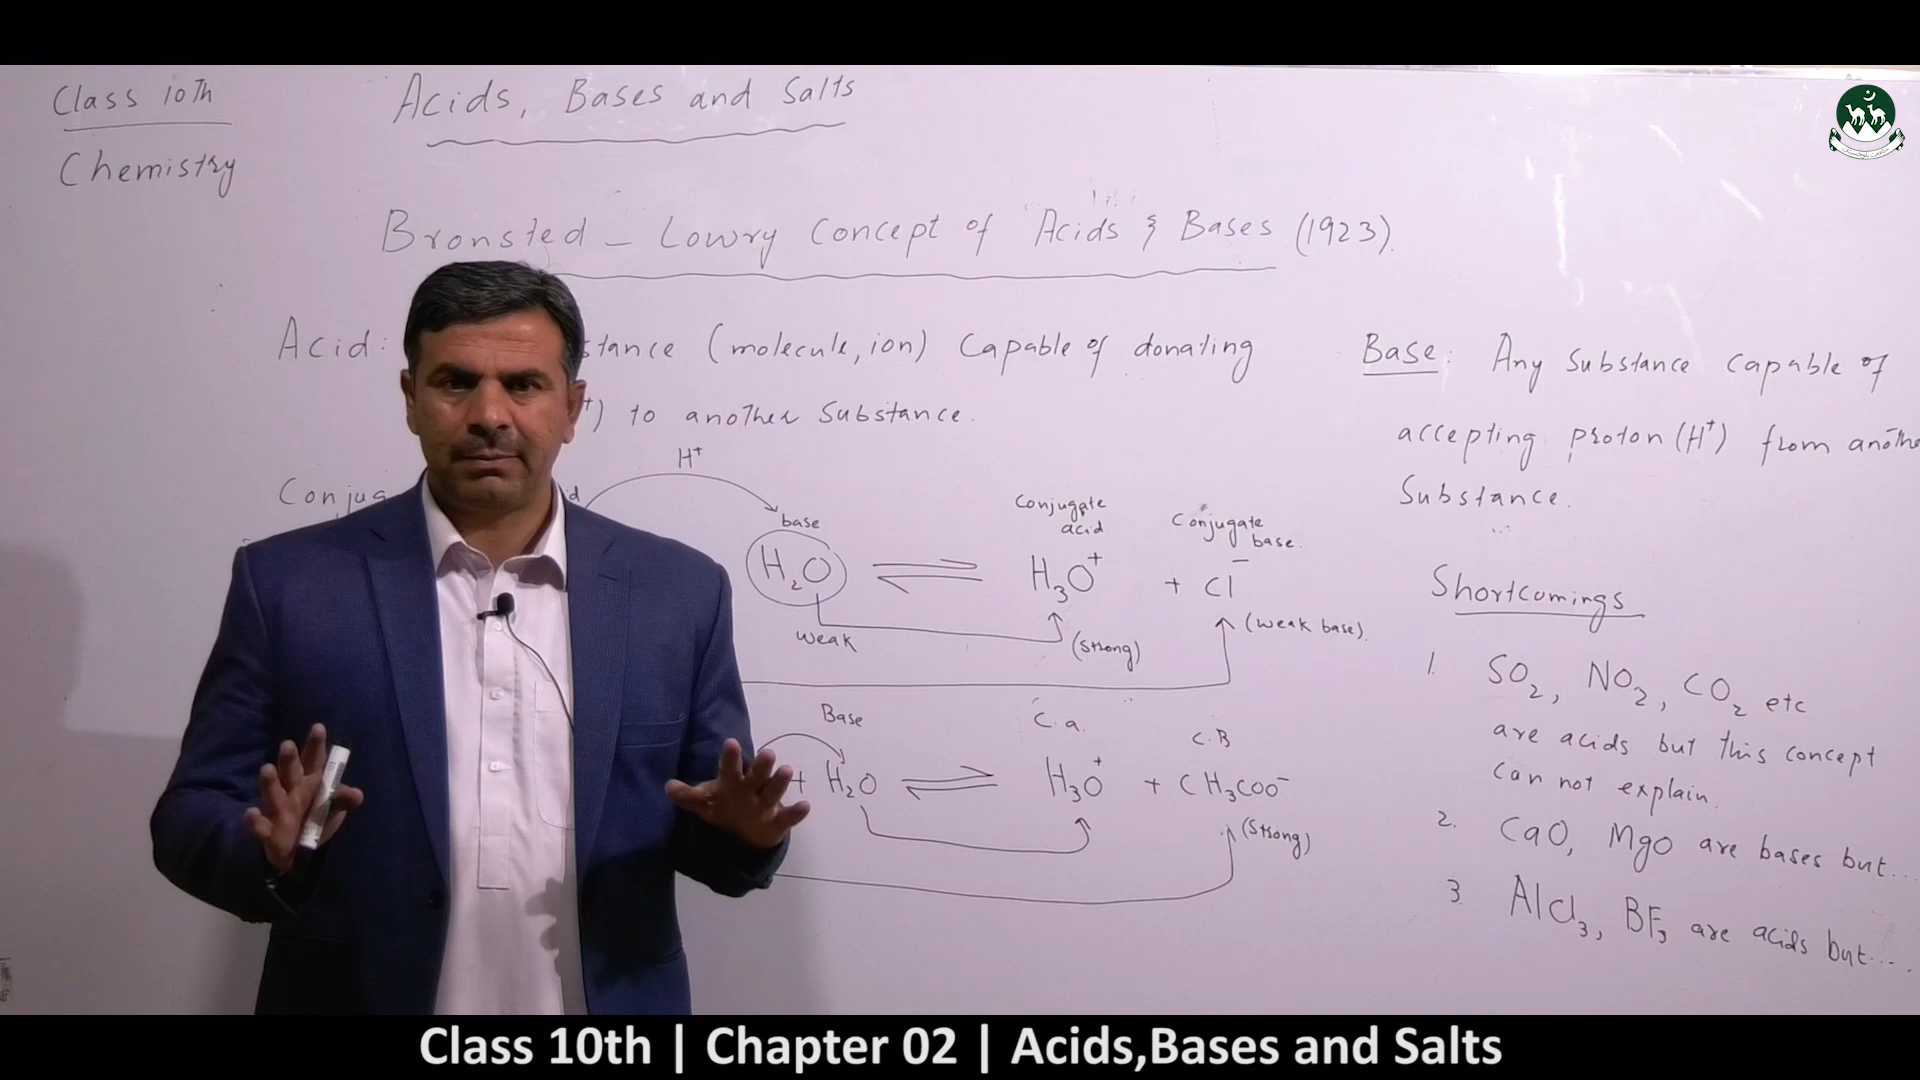 Class 10Th
Chemistry
Acids, Bases and Salts
Bronsted - Lowry Concept of Acids & Bases (1923).
Acid: stance (molecule, ion) Capable of donating
+) to another Substance.
Base: Any Substance capable of
accepting proton (H+) from anothe
Substance.
Conjug
H+
base
H2O ⇌ H3O+ + Cl-
Conjugate
acid
Conjugate
base.
weak
(strong)
(weak base).
Base
C.a.
C.B
+ H2O ⇌ H3O+ + CH3COO-
(Strong)
Shortcomings
1. SO2, NO2, CO2 etc
are acids but this concept
can not explain.
2. CaO, MgO are bases but...
3. AlCl3, BF3 are acids but....
Class 10th | Chapter 02 | Acids,Bases and Salts